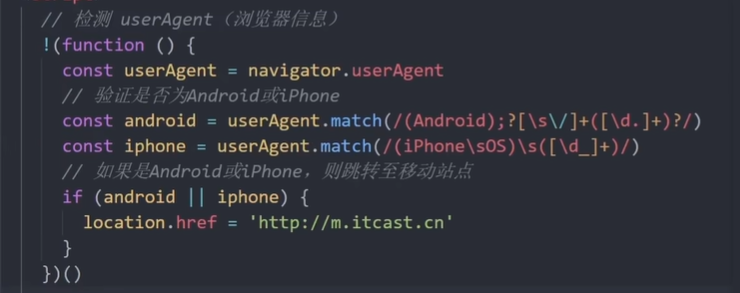 // 检测 userAgent（浏览器信息）
!(function () {
const userAgent = navigator.userAgent
// 验证是否为Android或iPhone
const android = userAgent.match(/(Android);?[\s\/]+([\d.]+)?/)
const iphone = userAgent.match(/(iPhone\sOS)\s([\d_]+)/)
// 如果是Android或iPhone，则跳转至移动站点
if (android || iphone) {
location.href = 'http://m.itcast.cn'
}
})()